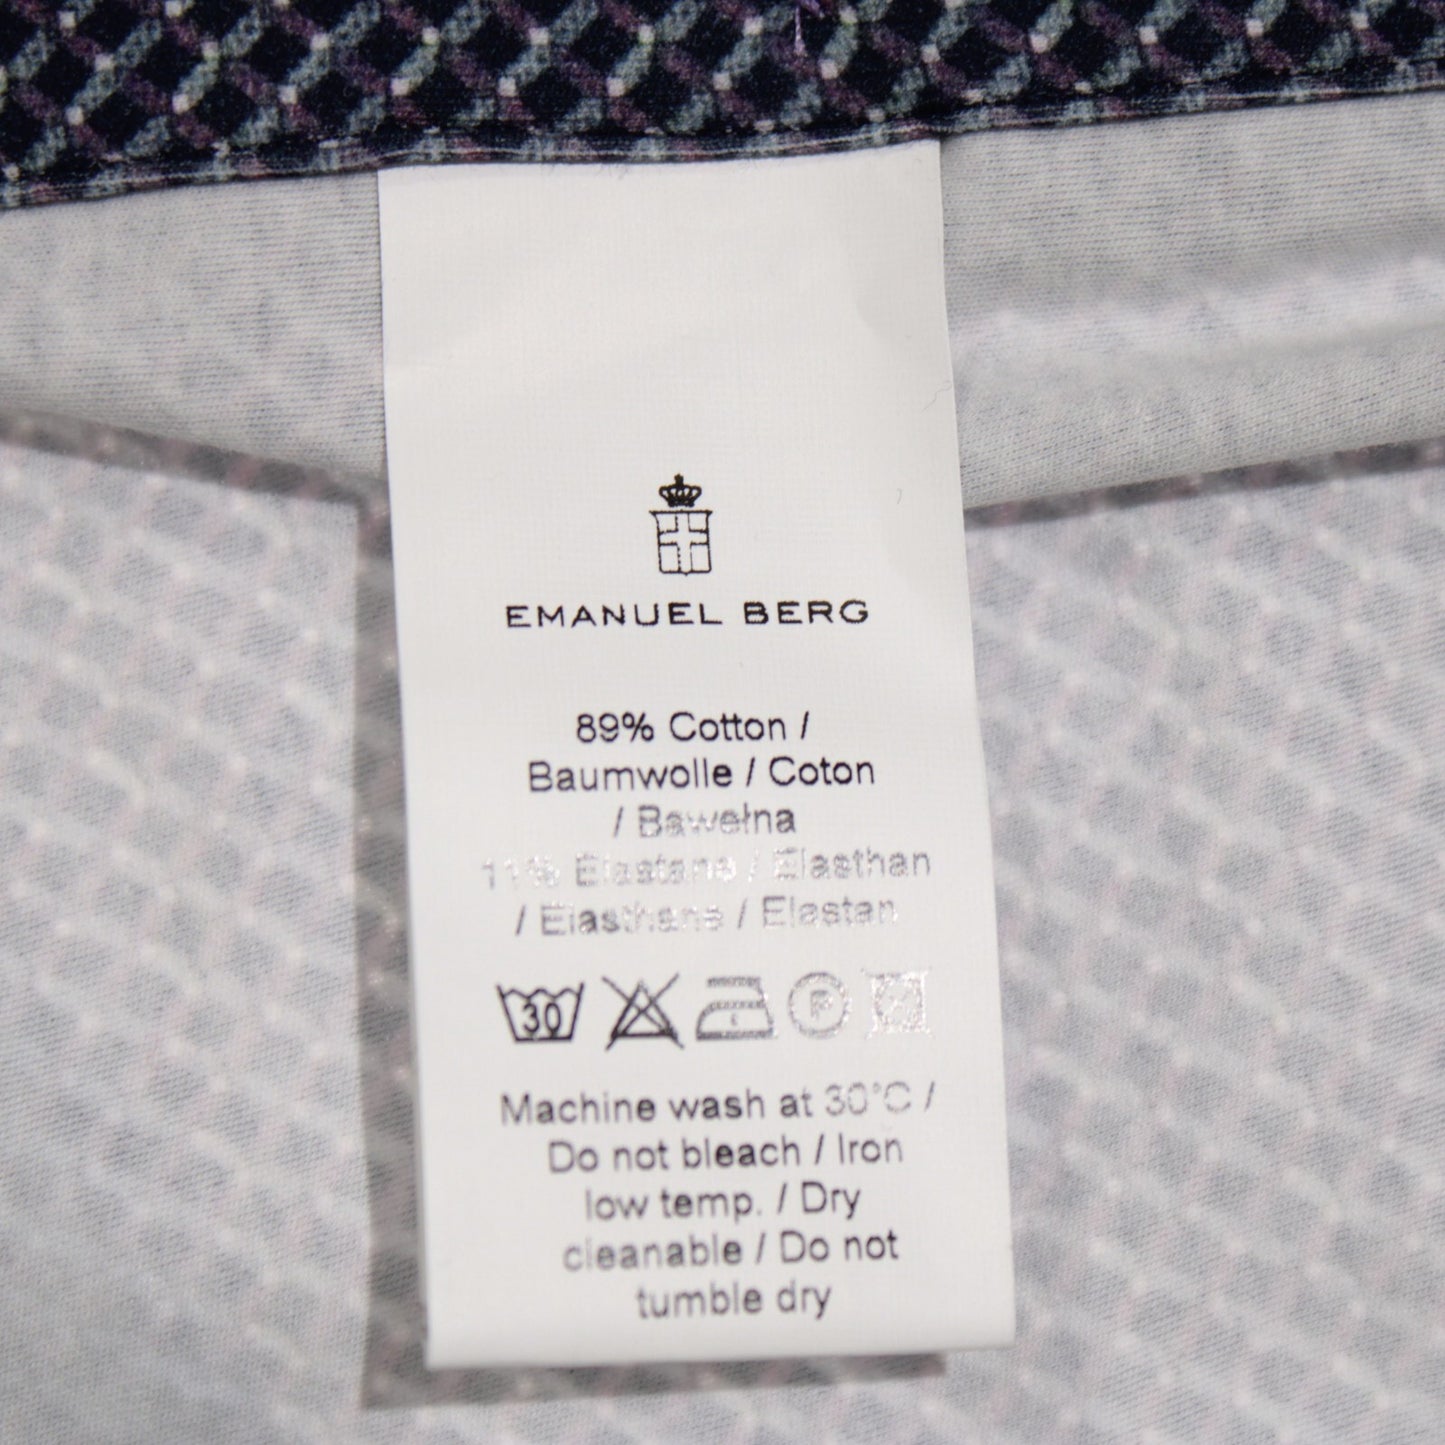 EMANUEL BERG
89% Cotton /
Baumwolle / Coton
/ Bawełna
11% Elastane / Elasthan
/ Elasthane / Elastan
30 P
Machine wash at 30°C /
Do not bleach / Iron
low temp. / Dry
cleanable / Do not
tumble dry